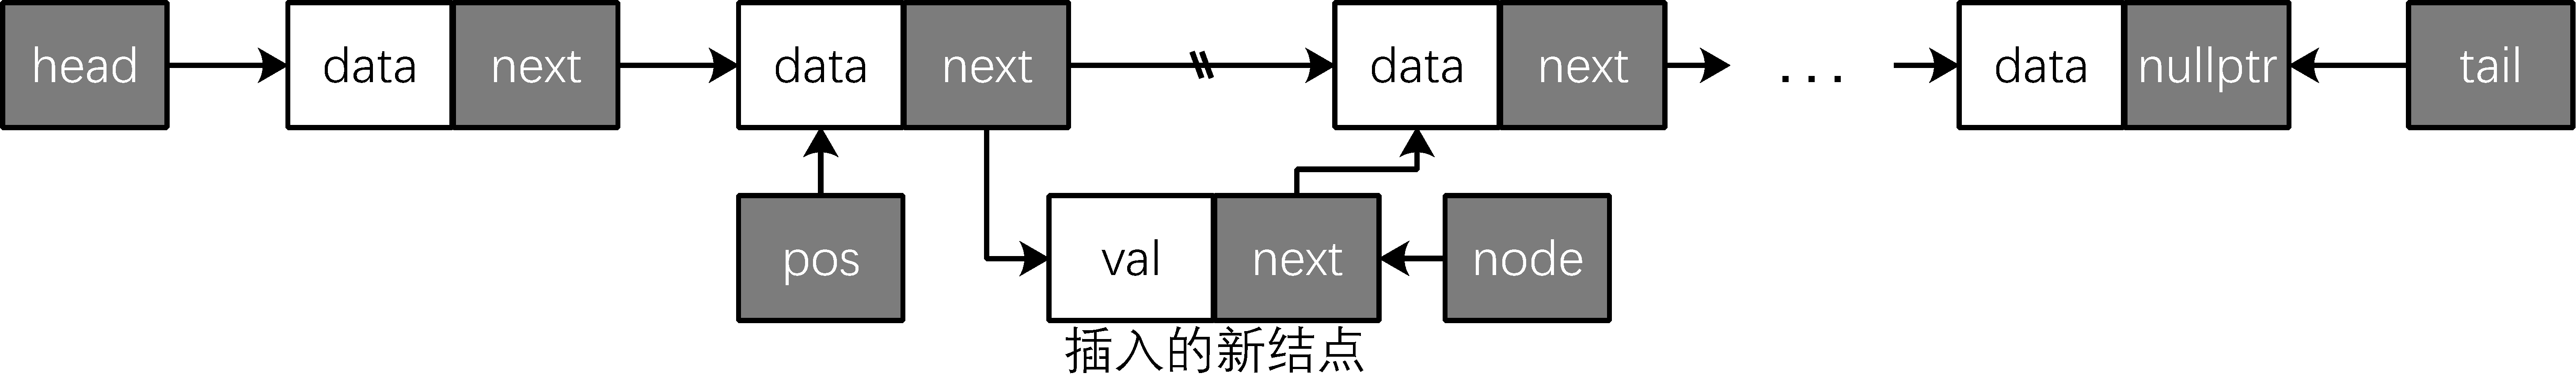 head data next data next data next ... data nullptr tail
pos val next node
插入的新结点